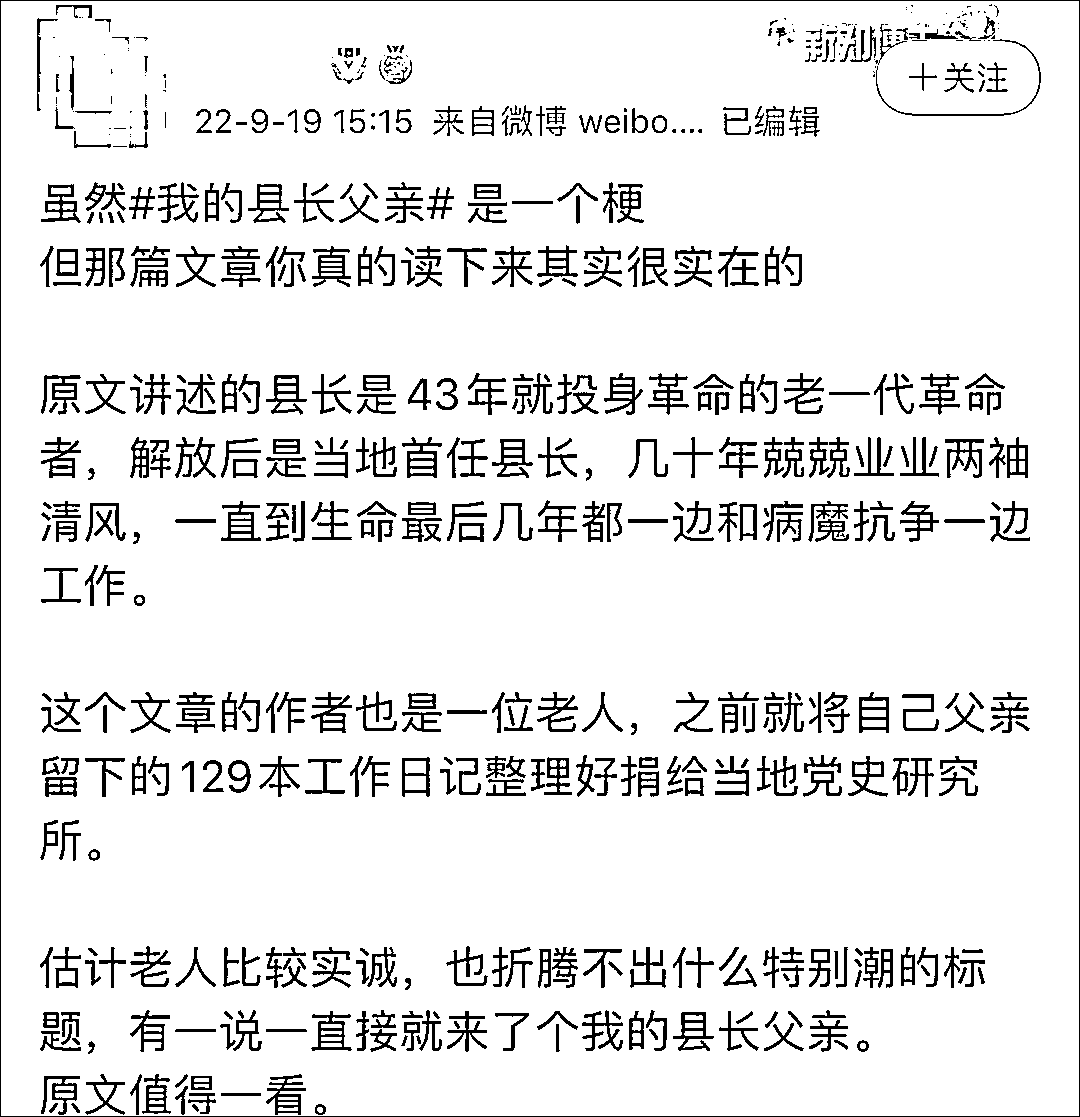 新知博
+关注
22-9-19 15:15 来自微博 weibo.... 已编辑
虽然#我的县长父亲# 是一个梗
但那篇文章你真的读下来其实很实在的
原文讲述的县长是43年就投身革命的老一代革命
者，解放后是当地首任县长，几十年兢兢业业两袖
清风，一直到生命最后几年都一边和病魔抗争一边
工作。
这个文章的作者也是一位老人，之前就将自己父亲
留下的129本工作日记整理好捐给当地党史研究
所。
估计老人比较实诚，也折腾不出什么特别潮的标
题，有一说一直接就来了个我的县长父亲。
原文值得一看。